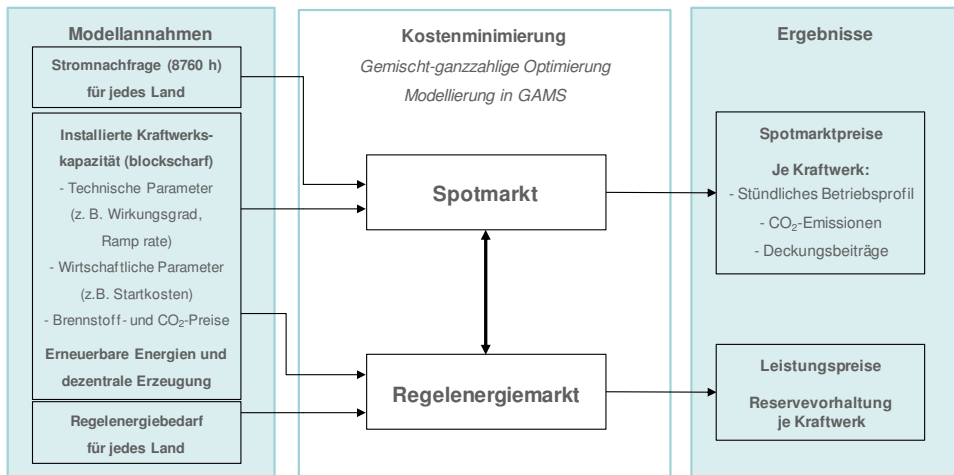 Modellannahmen
Stromnachfrage (8760 h)
für jedes Land
Installierte Kraftwerks-
kapazität (blockscharf)
- Technische Parameter
(z. B. Wirkungsgrad,
Ramp rate)
- Wirtschaftliche Parameter
(z.B. Startkosten)
- Brennstoff- und CO₂-Preise
Erneuerbare Energien und
dezentrale Erzeugung
Regelenergiebedarf
für jedes Land
Kostenminimierung
Gemischt-ganzzahlige Optimierung
Modellierung in GAMS
Spotmarkt
Regelenergiemarkt
Ergebnisse
Spotmarktpreise
Je Kraftwerk:
- Stündliches Betriebsprofil
- CO₂-Emissionen
- Deckungsbeiträge
Leistungspreise
Reservevorhaltung
je Kraftwerk